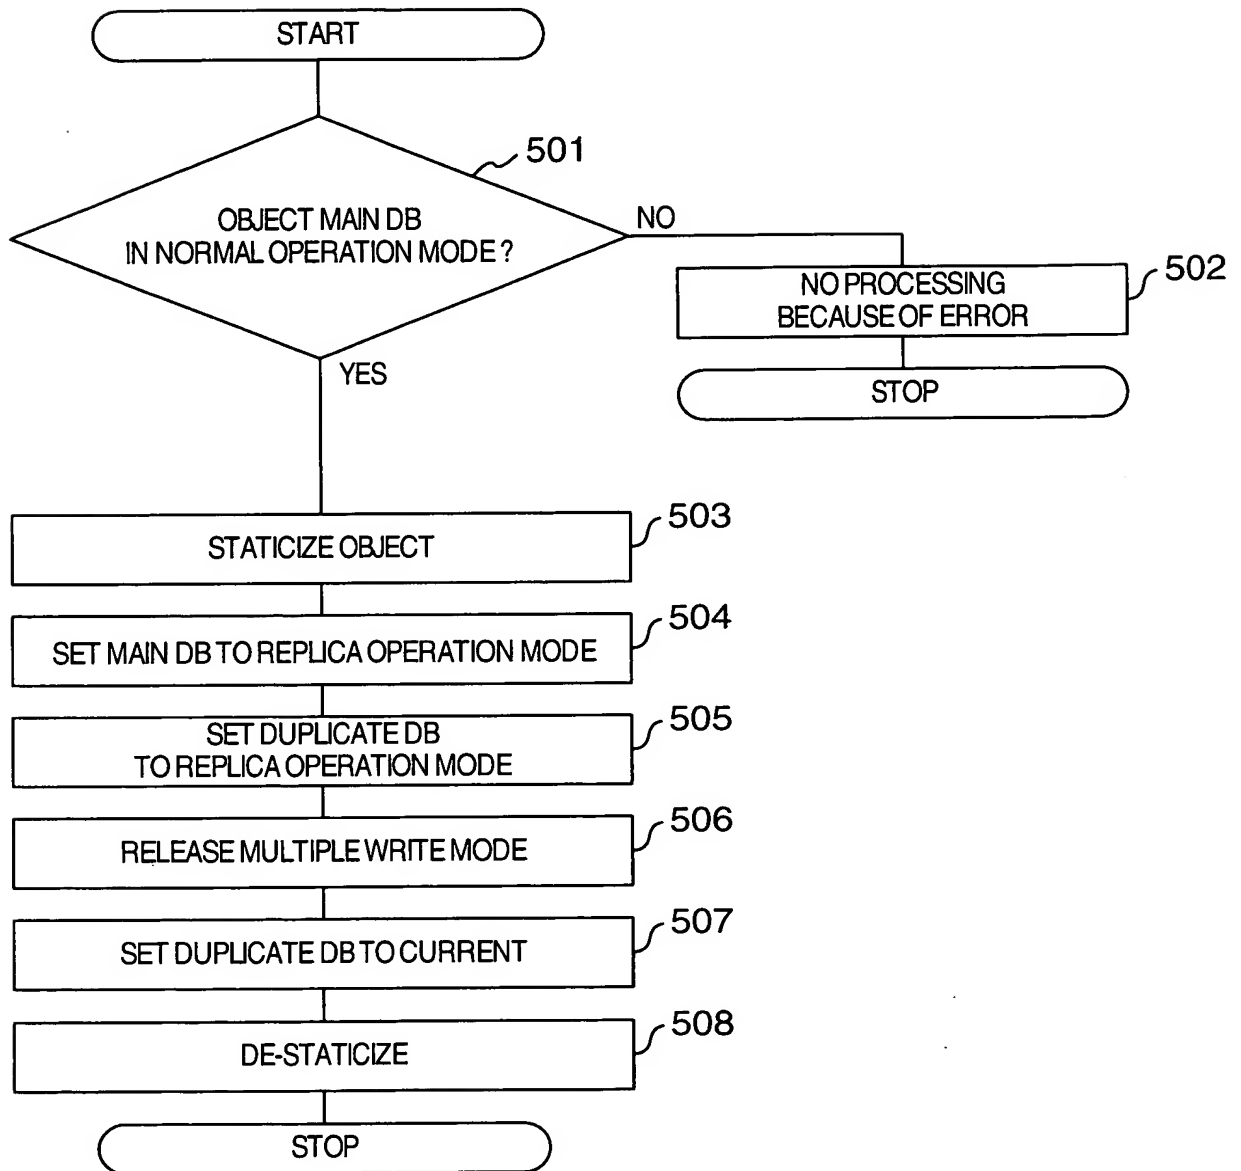 START
501
OBJECT MAIN DB
IN NORMAL OPERATION MODE ?
NO
NO PROCESSING
BECAUSE OF ERROR
502
STOP
YES
STATICIZE OBJECT
503
SET MAIN DB TO REPLICA OPERATION MODE
504
SET DUPLICATE DB
TO REPLICA OPERATION MODE
505
RELEASE MULTIPLE WRITE MODE
506
SET DUPLICATE DB TO CURRENT
507
DE-STATICIZE
508
STOP